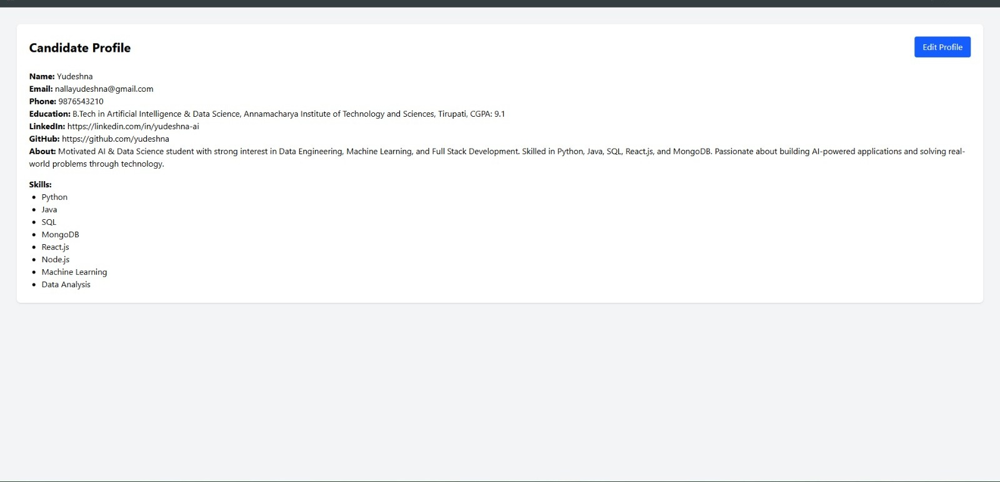 Candidate Profile
Edit Profile
Name: Yudeshna
Email: nallayudeshna@gmail.com
Phone: 9876543210
Education: B.Tech in Artificial Intelligence & Data Science, Annamacharya Institute of Technology and Sciences, Tirupati, CGPA: 9.1
LinkedIn: https://linkedin.com/in/yudeshna-ai
GitHub: https://github.com/yudeshna
About: Motivated AI & Data Science student with strong interest in Data Engineering, Machine Learning, and Full Stack Development. Skilled in Python, Java, SQL, React.js, and MongoDB. Passionate about building AI-powered applications and solving real-
world problems through technology.
Skills:
• Python
• Java
• SQL
• MongoDB
• React.js
• Node.js
• Machine Learning
• Data Analysis